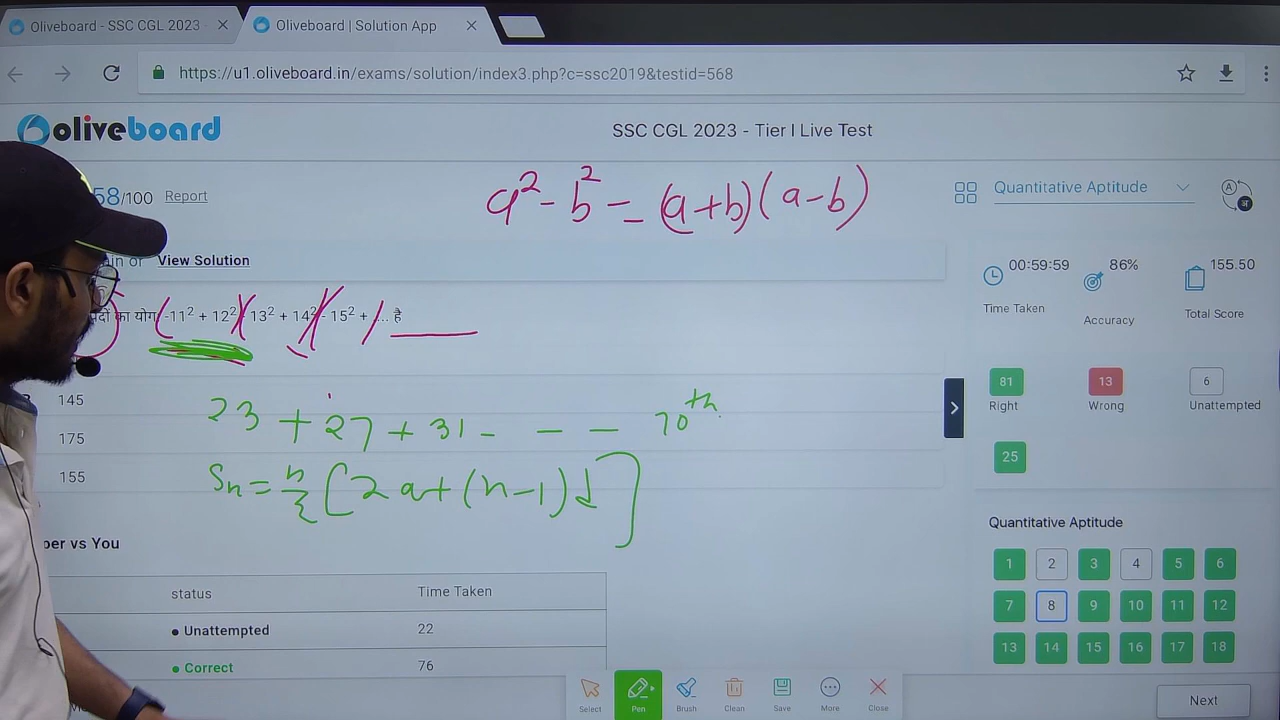 Oliveboard - SSC CGL 2023
Oliveboard | Solution App
https://u1.oliveboard.in/exams/solution/index3.php?c=ssc2019&testid=568
oliveboard
SSC CGL 2023 - Tier I Live Test
58/100 Report
a² - b² = (a+b)(a-b)
Quantitative Aptitude
View Solution
00:59:59
Time Taken
86%
Accuracy
155.50
Total Score
का योग -11² + 12² - 13² + 14² - 15² + ... है
81
Right
13
Wrong
6
Unattempted
25
145
175
155
23 + 27 + 31 - - - - 70th
Sn = n/2 [2a + (n-1)d]
per vs You
status
Time Taken
Unattempted
22
Correct
76
Quantitative Aptitude
1 2 3 4 5 6
7 8 9 10 11 12
13 14 15 16 17 18
Select
Pen
Brush
Clean
Save
More
Close
Next